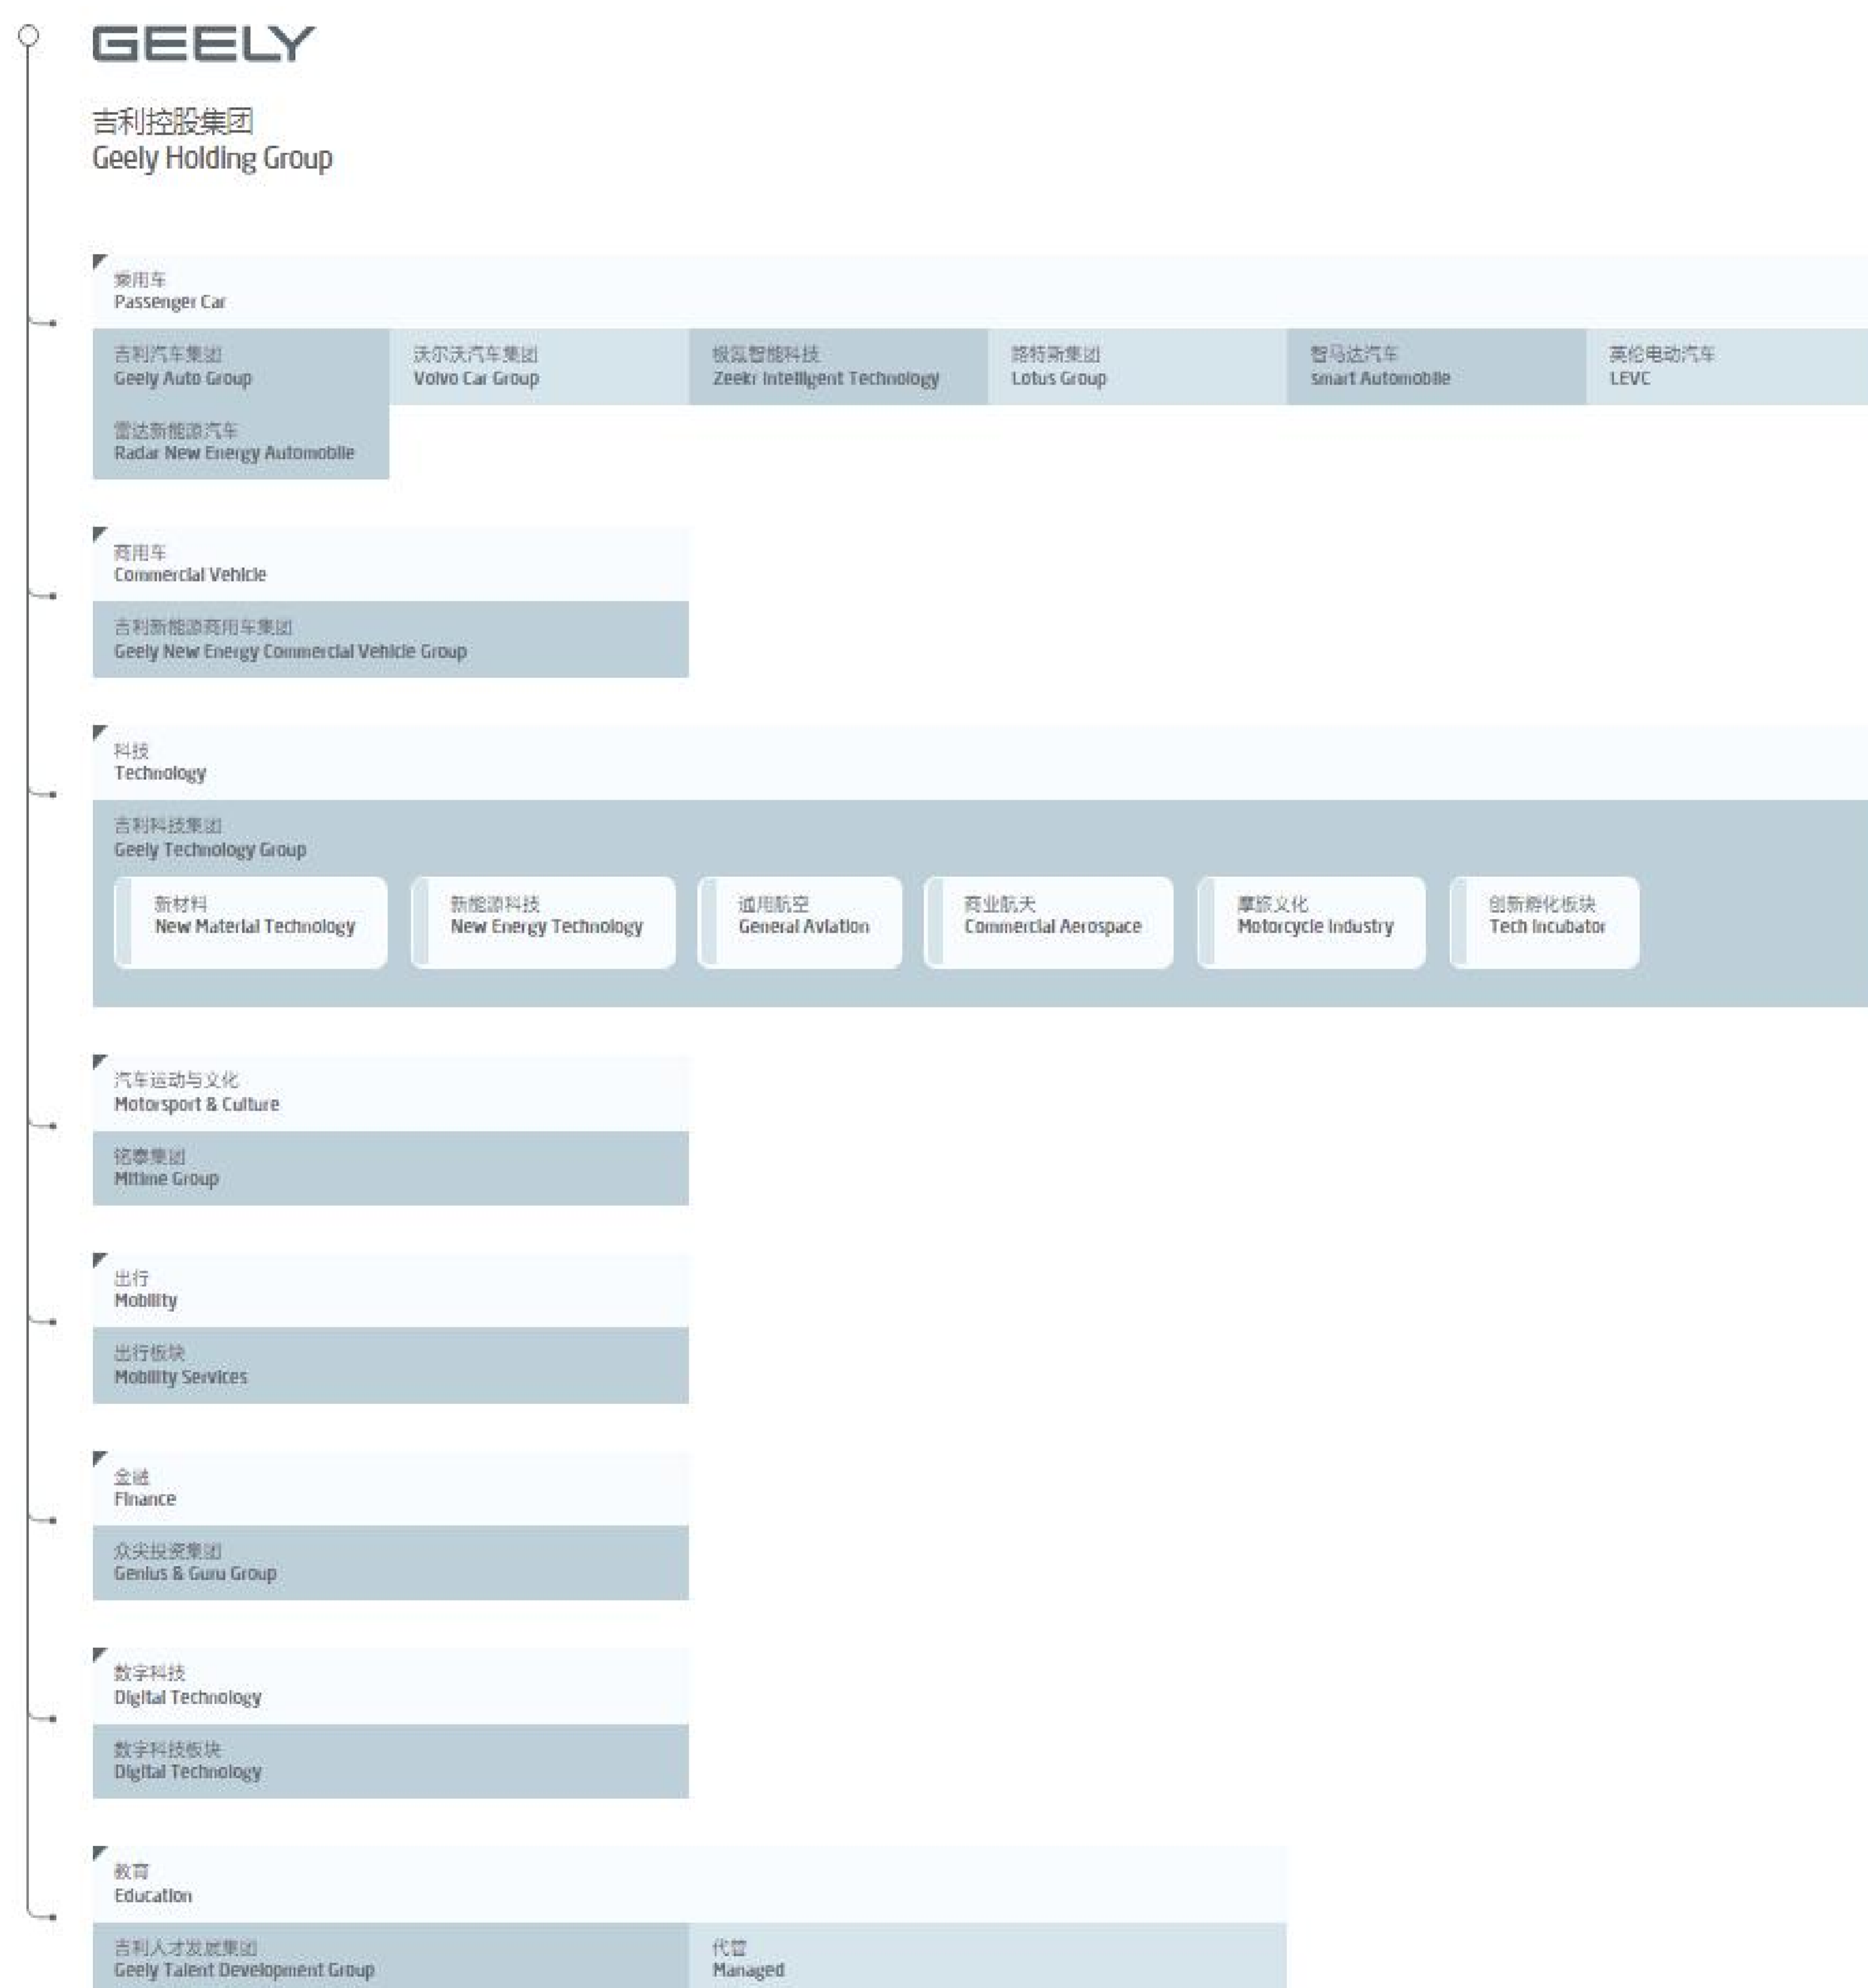 GEELY
吉利控股集团
Geely Holding Group
乘用车
Passenger Car
吉利汽车集团
Geely Auto Group
沃尔沃汽车集团
Volvo Car Group
极氪智能科技
Zeekr Intelligent Technology
路特斯集团
Lotus Group
智马达汽车
smart Automobile
英伦电动汽车
LEVC
雷达新能源汽车
Radar New Energy Automobile
商用车
Commercial Vehicle
吉利新能源商用车集团
Geely New Energy Commercial Vehicle Group
科技
Technology
吉利科技集团
Geely Technology Group
新材料
New Material Technology
新能源科技
New Energy Technology
通用航空
General Aviation
商业航天
Commercial Aerospace
摩旅文化
Motorcycle Industry
创新孵化板块
Tech Incubator
汽车运动与文化
Motorsport & Culture
铭泰集团
Mitime Group
出行
Mobility
出行板块
Mobility Services
金融
Finance
众尖投资集团
Genius & Guru Group
数字科技
Digital Technology
数字科技板块
Digital Technology
教育
Education
吉利人才发展集团
Geely Talent Development Group
代管
Managed